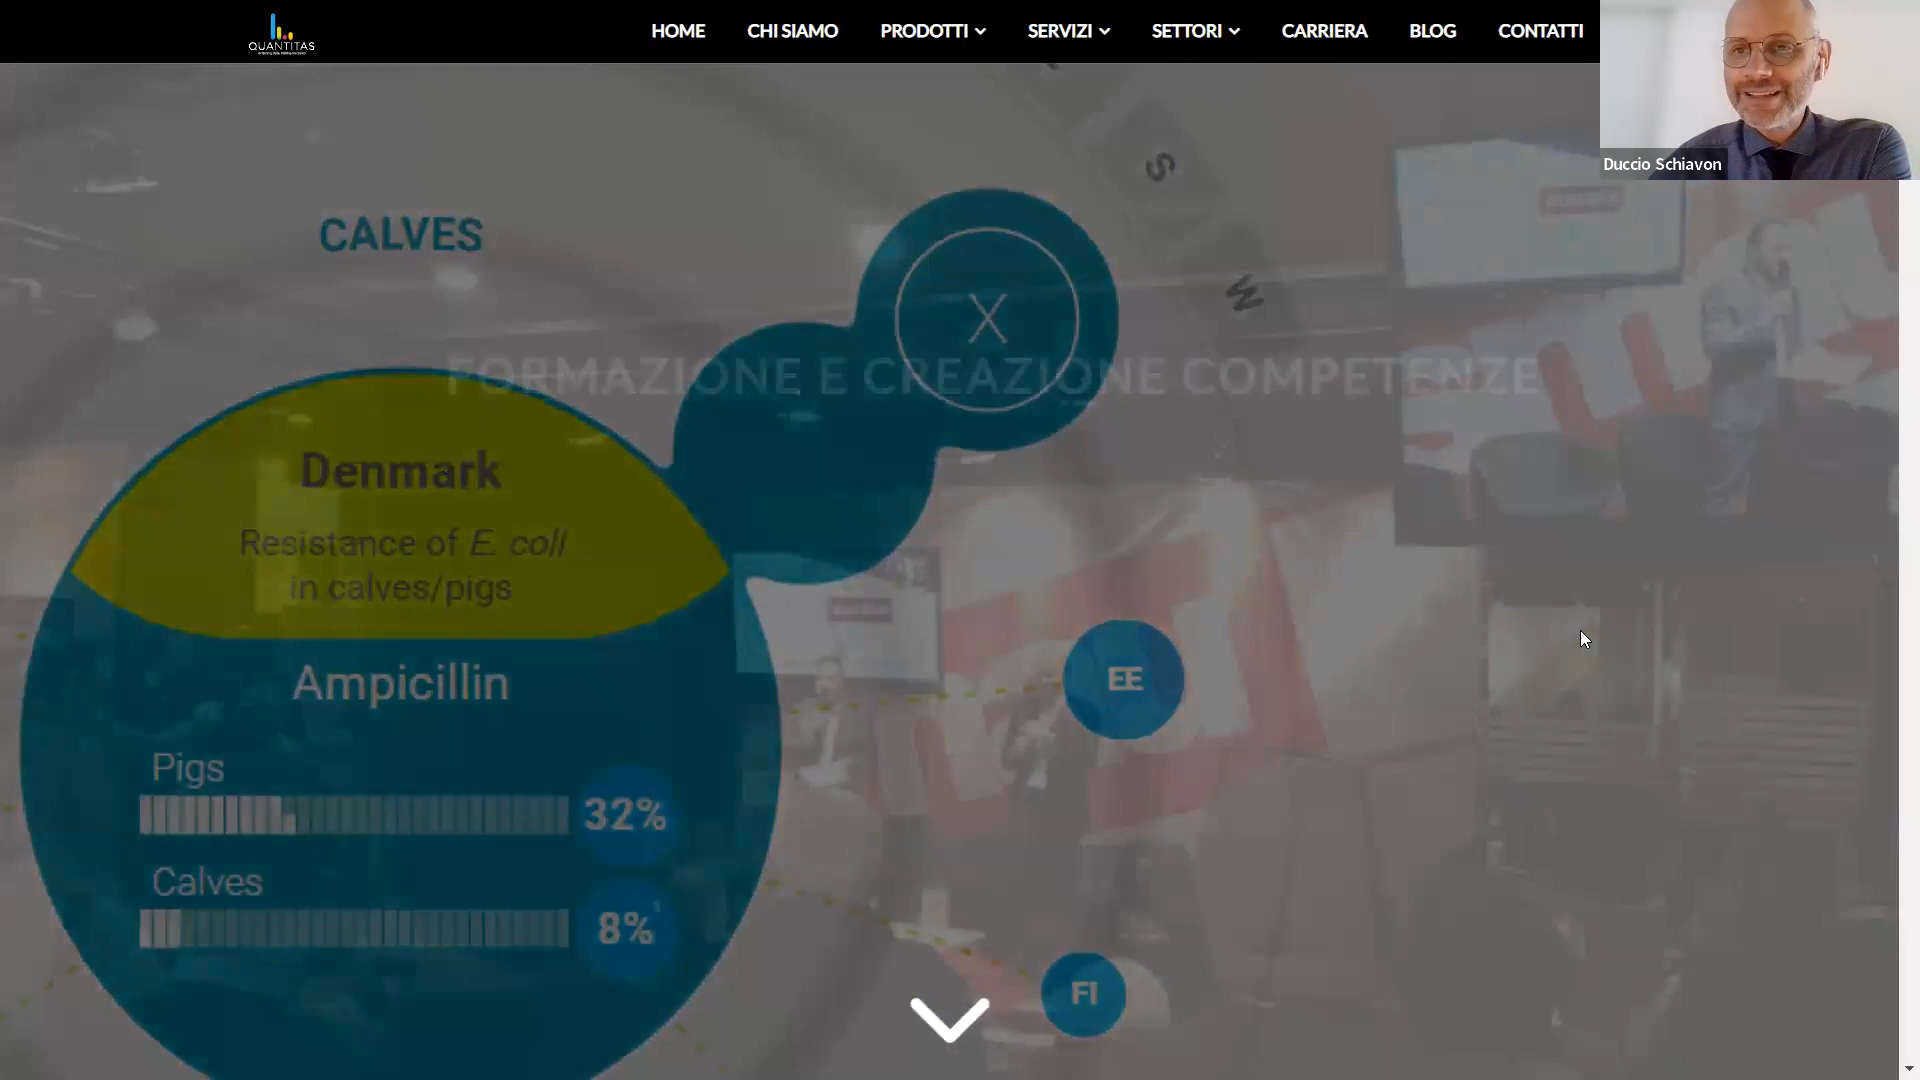 QUANTITAS
HOME
CHI SIAMO
PRODOTTI
SERVIZI
SETTORI
CARRIERA
BLOG
CONTATTI
Duccio Schiavon
S
W
CALVES
X
FORMAZIONE E CREAZIONE COMPETENZE
Denmark
Resistance of E. coli
in calves/pigs
Ampicillin
EE
Pigs
32%
Calves
8%
FI